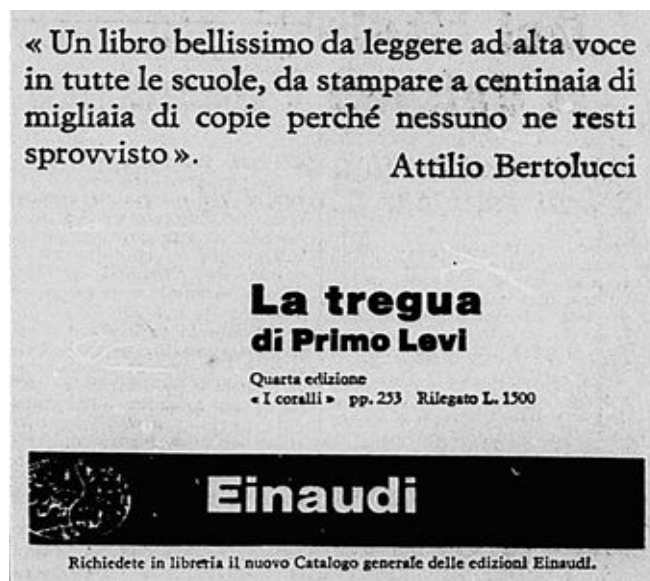 « Un libro bellissimo da leggere ad alta voce
in tutte le scuole, da stampare a centinaia di
migliaia di copie perché nessuno ne resti
sprovvisto ».
Attilio Bertolucci
La tregua
di Primo Levi
Quarta edizione
« I coralli » pp. 253 Rilegato L. 1500
Einaudi
Richiedete in libreria il nuovo Catalogo generale delle edizioni Einaudi.